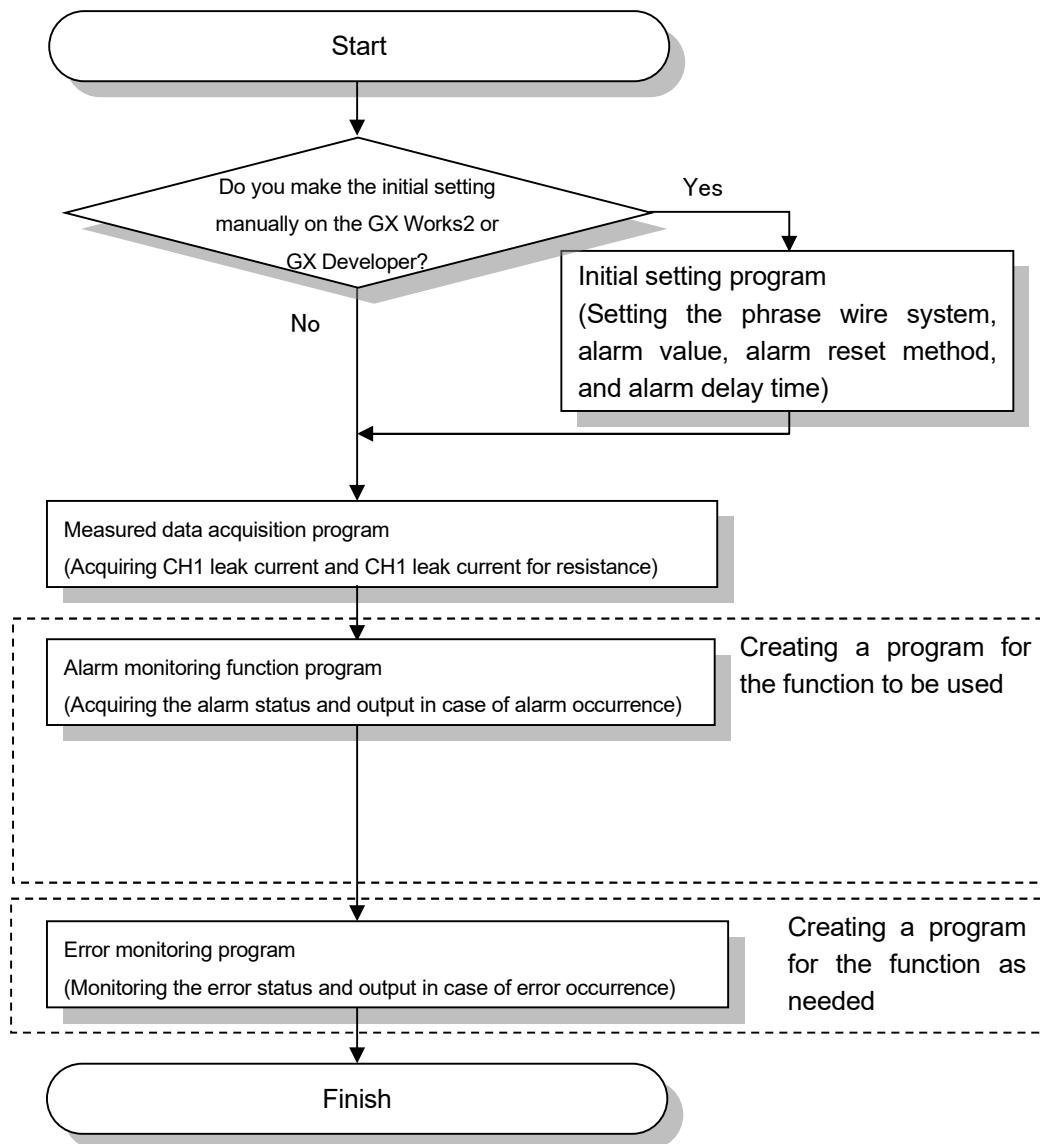 Start
Do you make the initial setting
manually on the GX Works2 or
GX Developer?
Yes
No
Initial setting program
(Setting the phrase wire system,
alarm value, alarm reset method,
and alarm delay time)
Measured data acquisition program
(Acquiring CH1 leak current and CH1 leak current for resistance)
Alarm monitoring function program
(Acquiring the alarm status and output in case of alarm occurrence)
Creating a program for
the function to be used
Error monitoring program
(Monitoring the error status and output in case of error occurrence)
Creating a program
for the function as
needed
Finish